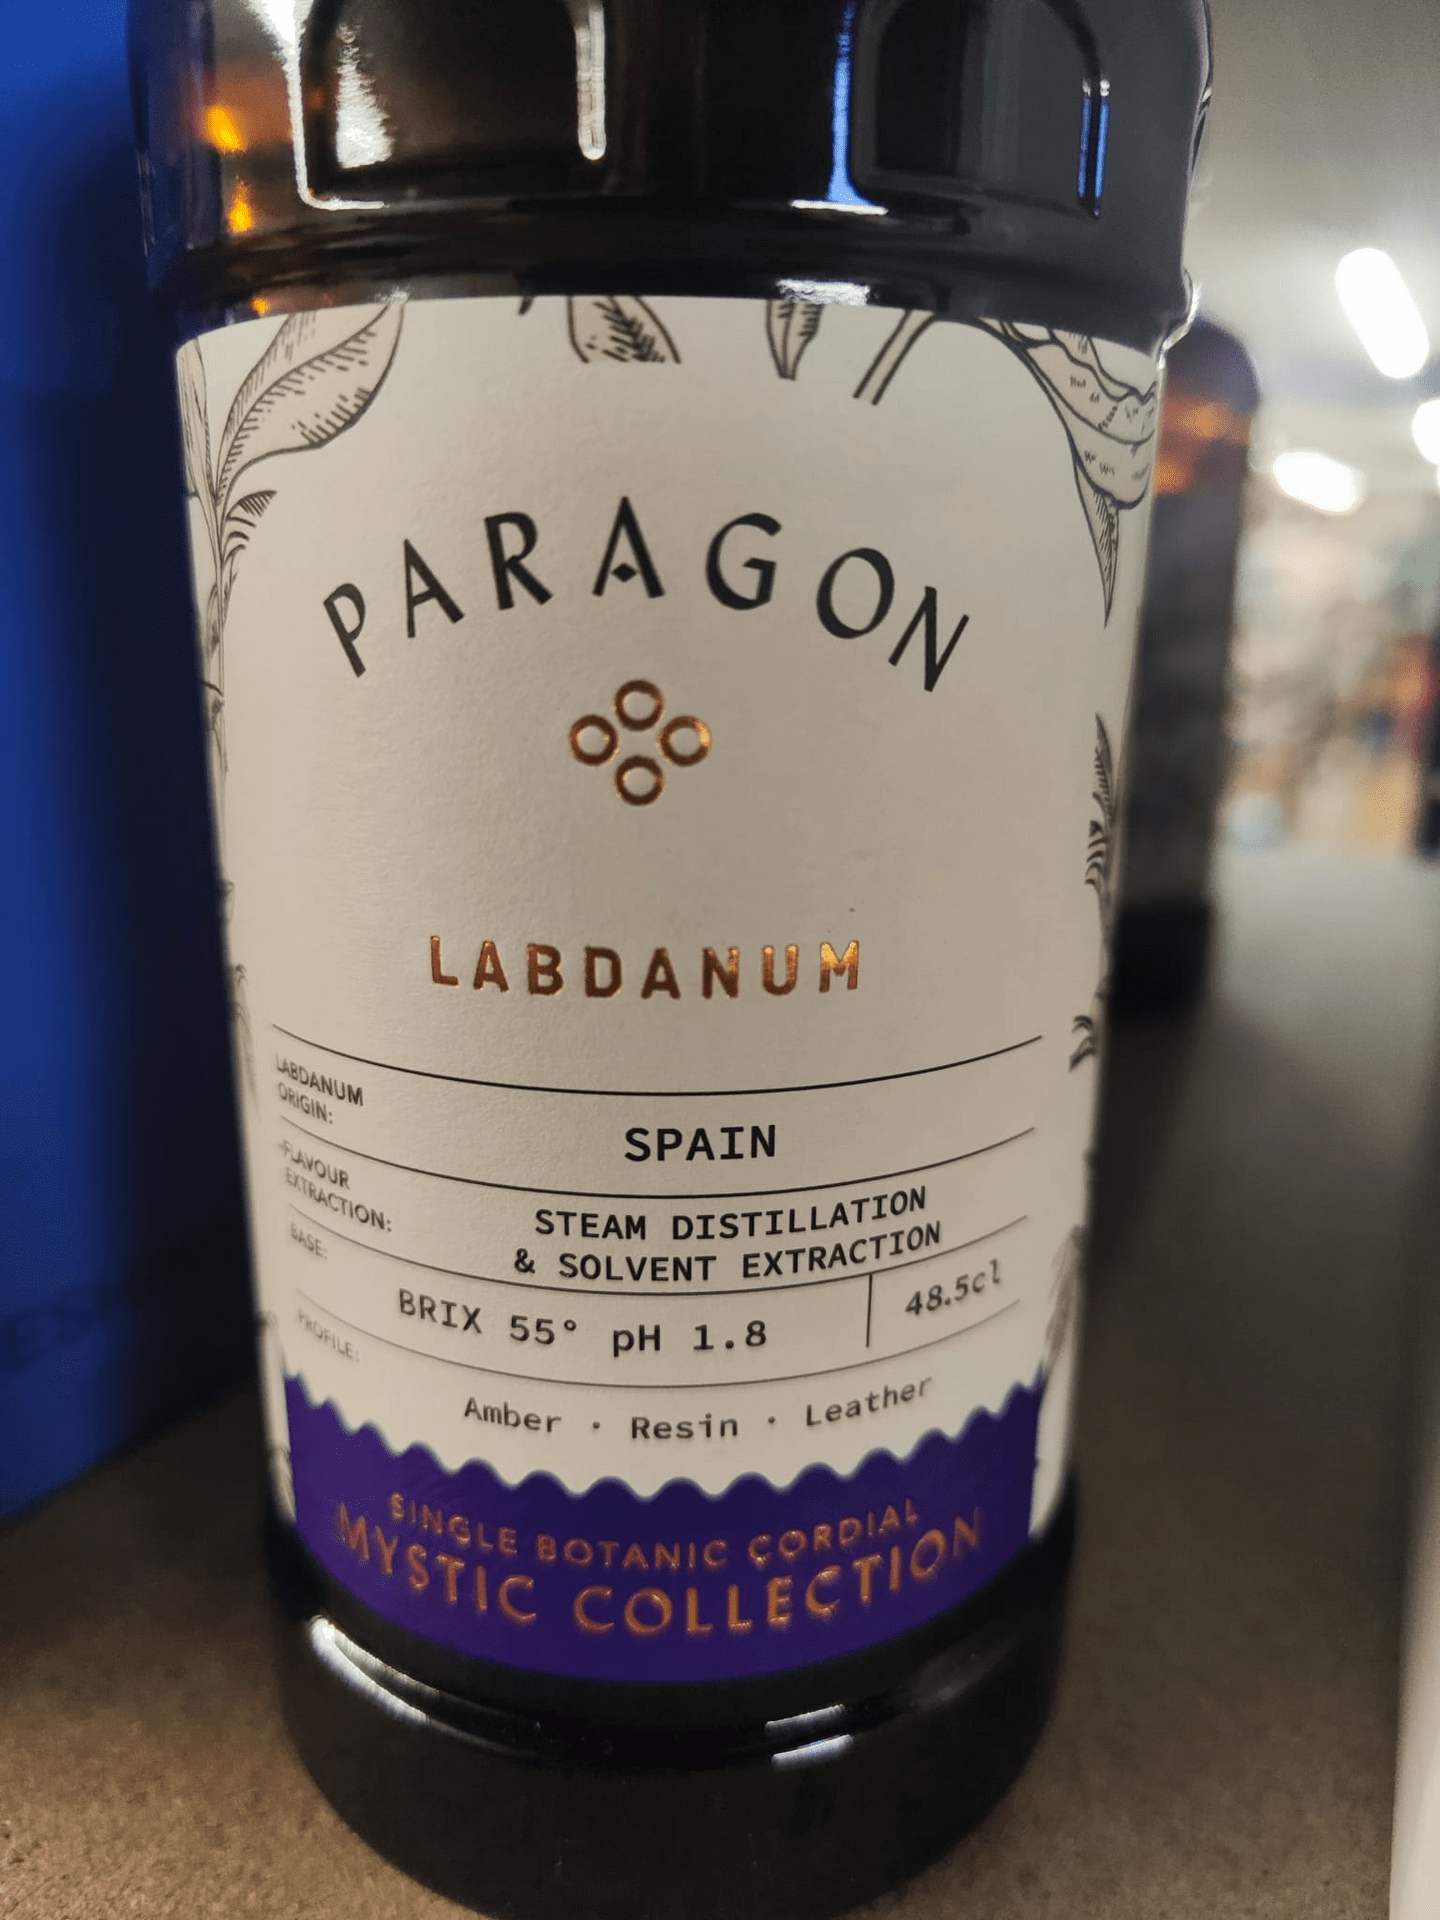 PARAGON
LABDANUM
LABDANUM
ORIGIN:
SPAIN
FLAVOUR
EXTRACTION:
STEAM DISTILLATION
& SOLVENT EXTRACTION
BASE:
BRIX 55° pH 1.8
48.5cl
PROFILE:
Amber · Resin · Leather
SINGLE BOTANIC CORDIAL
MYSTIC COLLECTION